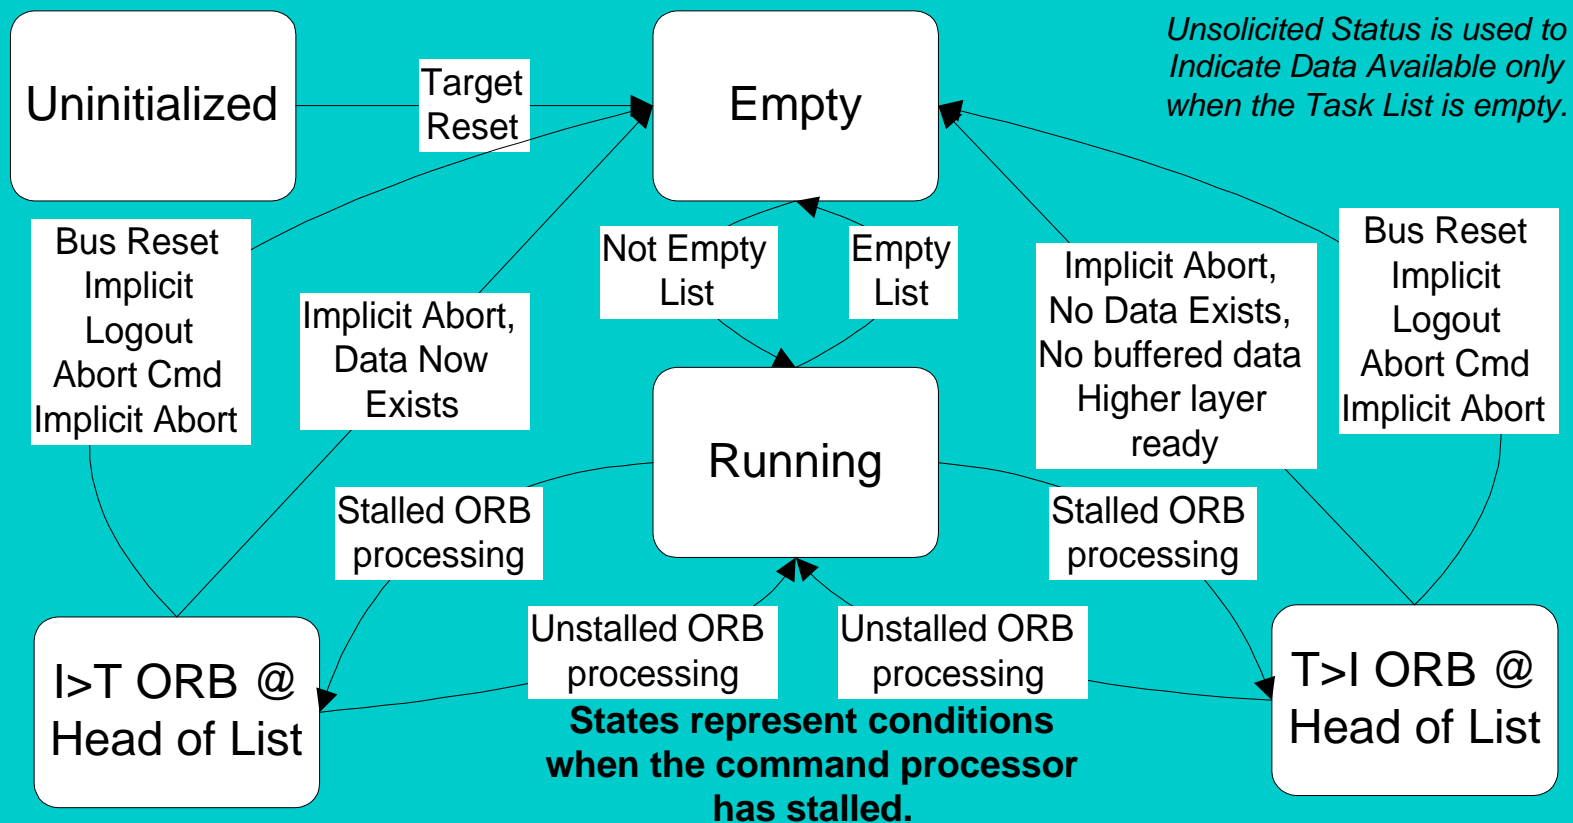 Uninitialized
Target
Reset
Empty
Unsolicited Status is used to
Indicate Data Available only
when the Task List is empty.
Bus Reset
Implicit
Logout
Abort Cmd
Implicit Abort
Implicit Abort,
Data Now
Exists
Not Empty
List
Empty
List
Implicit Abort,
No Data Exists,
No buffered data
Higher layer
ready
Bus Reset
Implicit
Logout
Abort Cmd
Implicit Abort
Running
Stalled ORB
processing
Stalled ORB
processing
I>T ORB @
Head of List
Unstalled ORB
processing
Unstalled ORB
processing
T>I ORB @
Head of List
States represent conditions
when the command processor
has stalled.